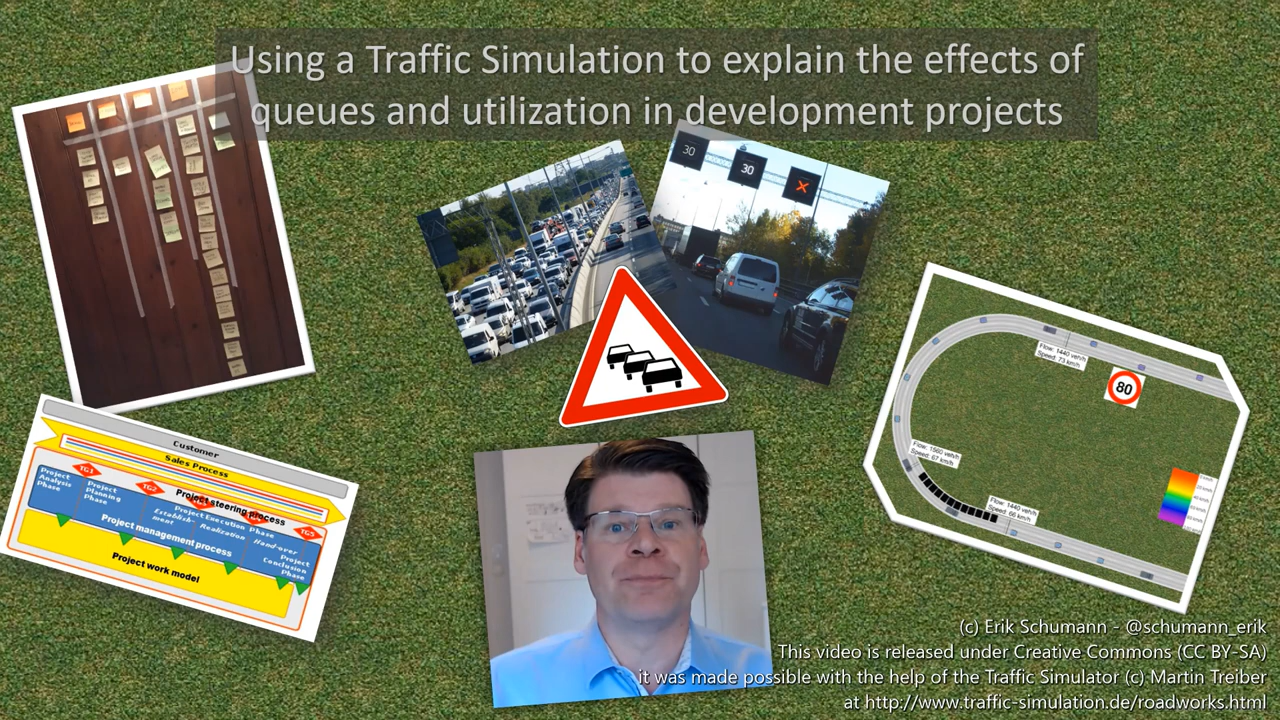 Using a Traffic Simulation to explain the effects of
queues and utilization in development projects
30
30
Flow: 1440 veh/h
Speed: 73 km/h
80
Flow: 1560 veh/h
Speed: 67 km/h
Flow: 1440 veh/h
Speed: 66 km/h
Customer
Sales Process
Project steering process
TG1
TG2
TG5
Project
Analysis
Phase
Project
Planning
Phase
Project Execution Phase
Establish-
ment
Realization
Hand-over
Project
Conclusion
Phase
Project management process
Project work model
(c) Erik Schumann - @schumann_erik
This video is released under Creative Commons (CC BY-SA)
it was made possible with the help of the Traffic Simulator (c) Martin Treiber
at http://www.traffic-simulation.de/roadworks.html